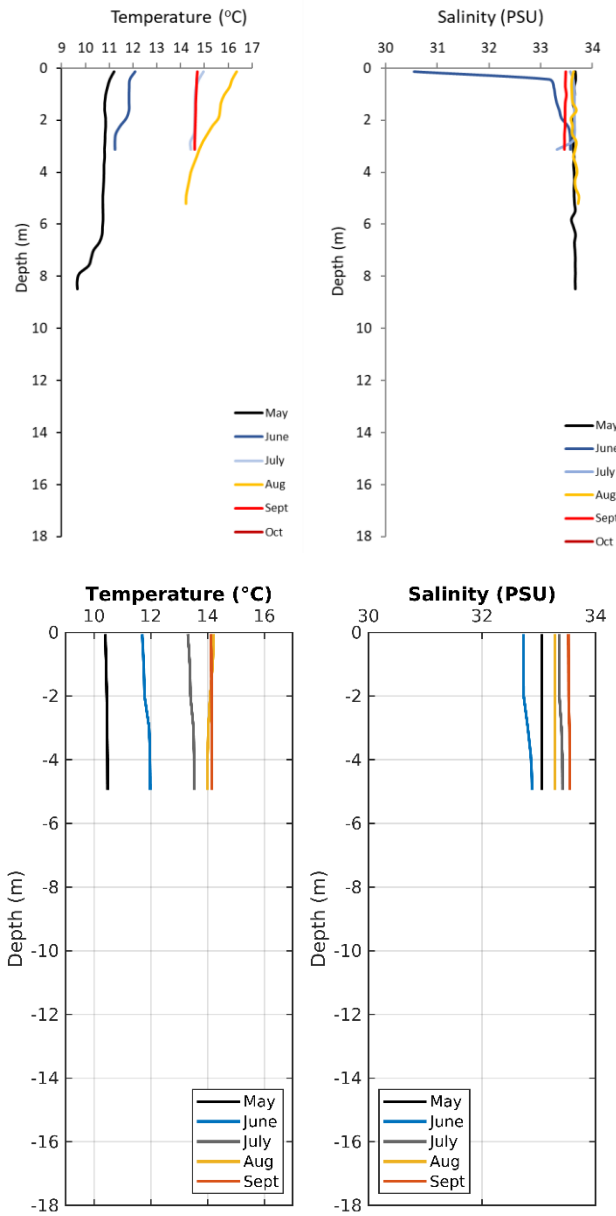 Temperature (°C)
9 10 11 12 13 14 15 16 17
0
2
4
6
8
10
12
14
16
18
Depth (m)
May
June
July
Aug
Sept
Oct
Salinity (PSU)
30 31 32 33 34
0
2
4
6
8
10
12
14
16
18
Depth (m)
May
June
July
Aug
Sept
Oct
Temperature (°C)
10 12 14 16
0
-2
-4
-6
-8
-10
-12
-14
-16
-18
Depth (m)
May
June
July
Aug
Sept
Salinity (PSU)
30 32 34
0
-2
-4
-6
-8
-10
-12
-14
-16
-18
Depth (m)
May
June
July
Aug
Sept